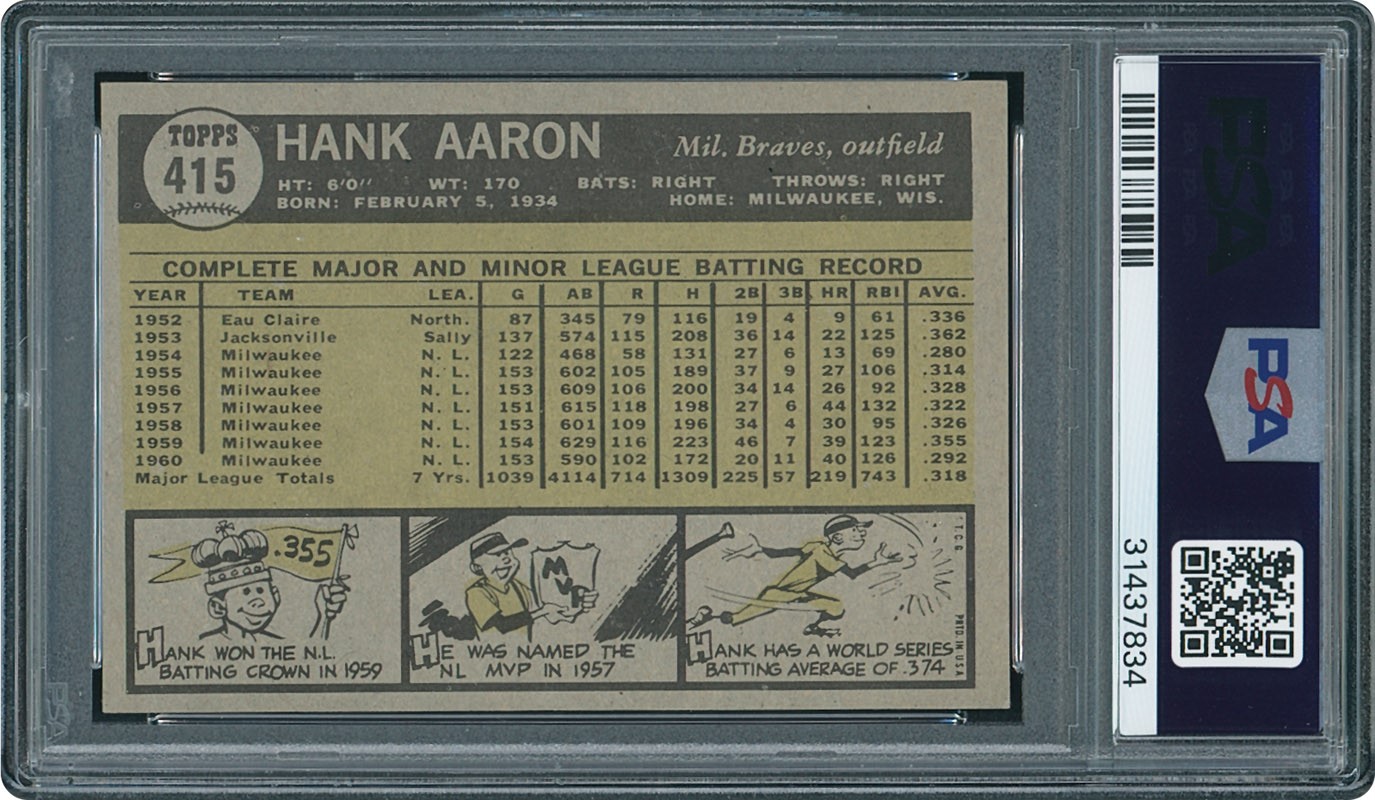 TOPPS
415
HANK AARON
Mil. Braves, outfield
HT: 6'0" WT: 170 BATS: RIGHT THROWS: RIGHT
BORN: FEBRUARY 5, 1934 HOME: MILWAUKEE, WIS.
COMPLETE MAJOR AND MINOR LEAGUE BATTING RECORD
YEAR TEAM LEA. G AB R H 2B 3B HR RBI AVG.
1952 Eau Claire North. 87 345 79 116 19 4 9 61 .336
1953 Jacksonville Sally 137 574 115 208 36 14 22 125 .362
1954 Milwaukee N. L. 122 468 58 131 27 6 13 69 .280
1955 Milwaukee N. L. 153 602 105 189 37 9 27 106 .314
1956 Milwaukee N. L. 153 609 106 200 34 14 26 92 .328
1957 Milwaukee N. L. 151 615 118 198 27 6 44 132 .322
1958 Milwaukee N. L. 153 601 109 196 34 4 30 95 .326
1959 Milwaukee N. L. 154 629 116 223 46 7 39 123 .355
1960 Milwaukee N. L. 153 590 102 172 20 11 40 126 .292
Major League Totals 7 Yrs. 1039 4114 714 1309 225 57 219 743 .318
.355
HANK WON THE N.L.
BATTING CROWN IN 1959
MVP
HE WAS NAMED THE
NL MVP IN 1957
HANK HAS A WORLD SERIES
BATTING AVERAGE OF .374
T.C.G. PRTD. IN U.S.A.
PSA
PSA
31437834
PSA